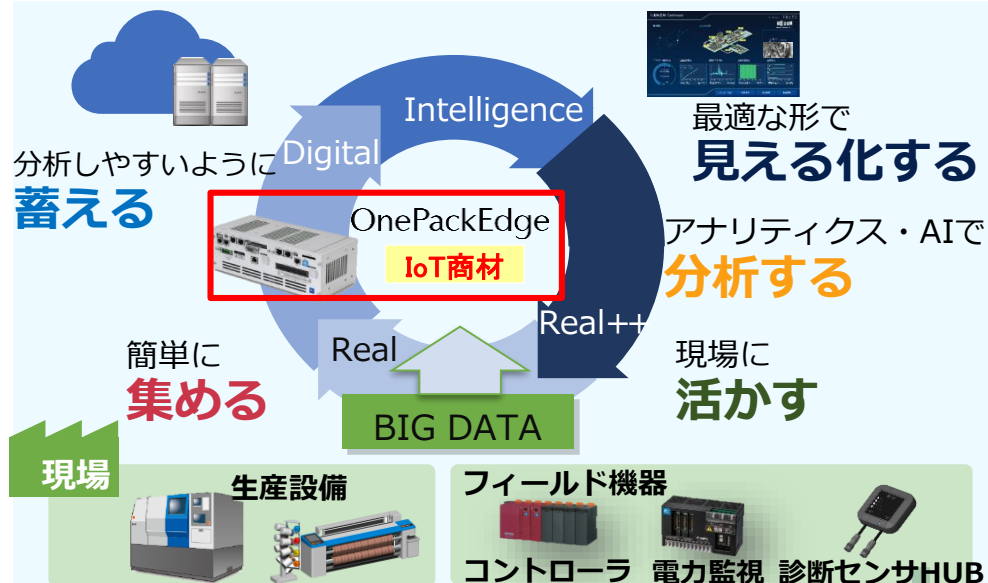 Intelligence
最適な形で
見える化する
分析しやすいように
蓄える
Digital
OnePackEdge
IoT商材
アナリティクス・AIで
分析する
Real++
Real
簡単に
集める
現場に
活かす
BIG DATA
現場
生産設備
フィールド機器
コントローラ
電力監視
診断センサHUB